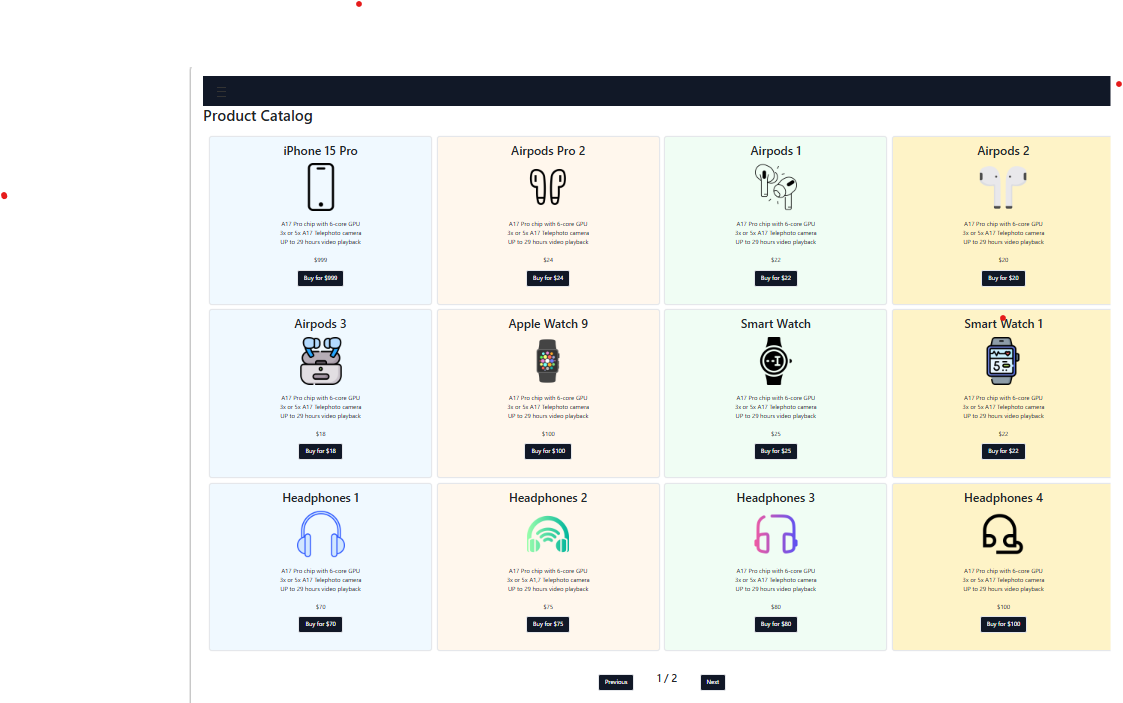 Product Catalog
iPhone 15 Pro
A17 Pro chip with 6-core GPU
3x or 5x A17 Telephoto camera
UP to 29 hours video playback
$999
Buy for $999
Airpods Pro 2
A17 Pro chip with 6-core GPU
3x or 5x A17 Telephoto camera
UP to 29 hours video playback
$24
Buy for $24
Airpods 1
A17 Pro chip with 6-core GPU
3x or 5x A17 Telephoto camera
UP to 29 hours video playback
$22
Buy for $22
Airpods 2
A17 Pro chip with 6-core GPU
3x or 5x A17 Telephoto camera
UP to 29 hours video playback
$20
Buy for $20
Airpods 3
A17 Pro chip with 6-core GPU
3x or 5x A17 Telephoto camera
UP to 29 hours video playback
$18
Buy for $18
Apple Watch 9
A17 Pro chip with 6-core GPU
3x or 5x A17 Telephoto camera
UP to 29 hours video playback
$100
Buy for $100
Smart Watch
A17 Pro chip with 6-core GPU
3x or 5x A17 Telephoto camera
UP to 29 hours video playback
$25
Buy for $25
Smart Watch 1
5
A17 Pro chip with 6-core GPU
3x or 5x A17 Telephoto camera
UP to 29 hours video playback
$22
Buy for $22
Headphones 1
A17 Pro chip with 6-core GPU
3x or 5x A17 Telephoto camera
UP to 29 hours video playback
$70
Buy for $70
Headphones 2
A17 Pro chip with 6-core GPU
3x or 5x A1,7 Telephoto camera
UP to 29 hours video playback
$75
Buy for $75
Headphones 3
A17 Pro chip with 6-core GPU
3x or 5x A17 Telephoto camera
UP to 29 hours video playback
$80
Buy for $80
Headphones 4
A17 Pro chip with 6-core GPU
3x or 5x A17 Telephoto camera
UP to 29 hours video playback
$100
Buy for $100
Previous
1 / 2
Next